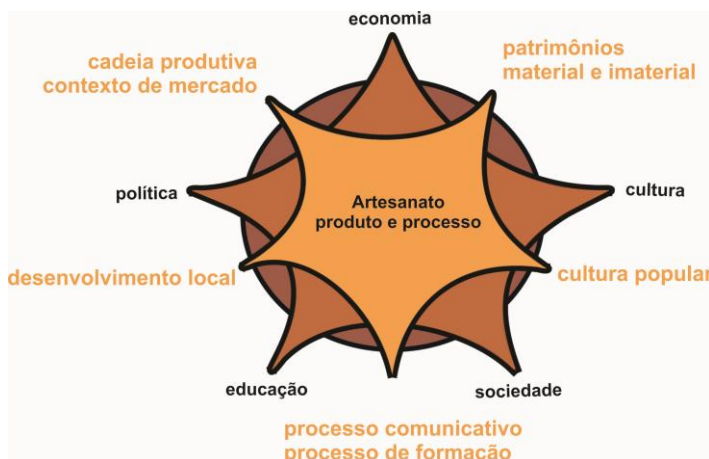 economia
cadeia produtiva
contexto de mercado
patrimônios
material e imaterial
política
Artesanato
produto e processo
cultura
desenvolvimento local
cultura popular
educação
sociedade
processo comunicativo
processo de formação